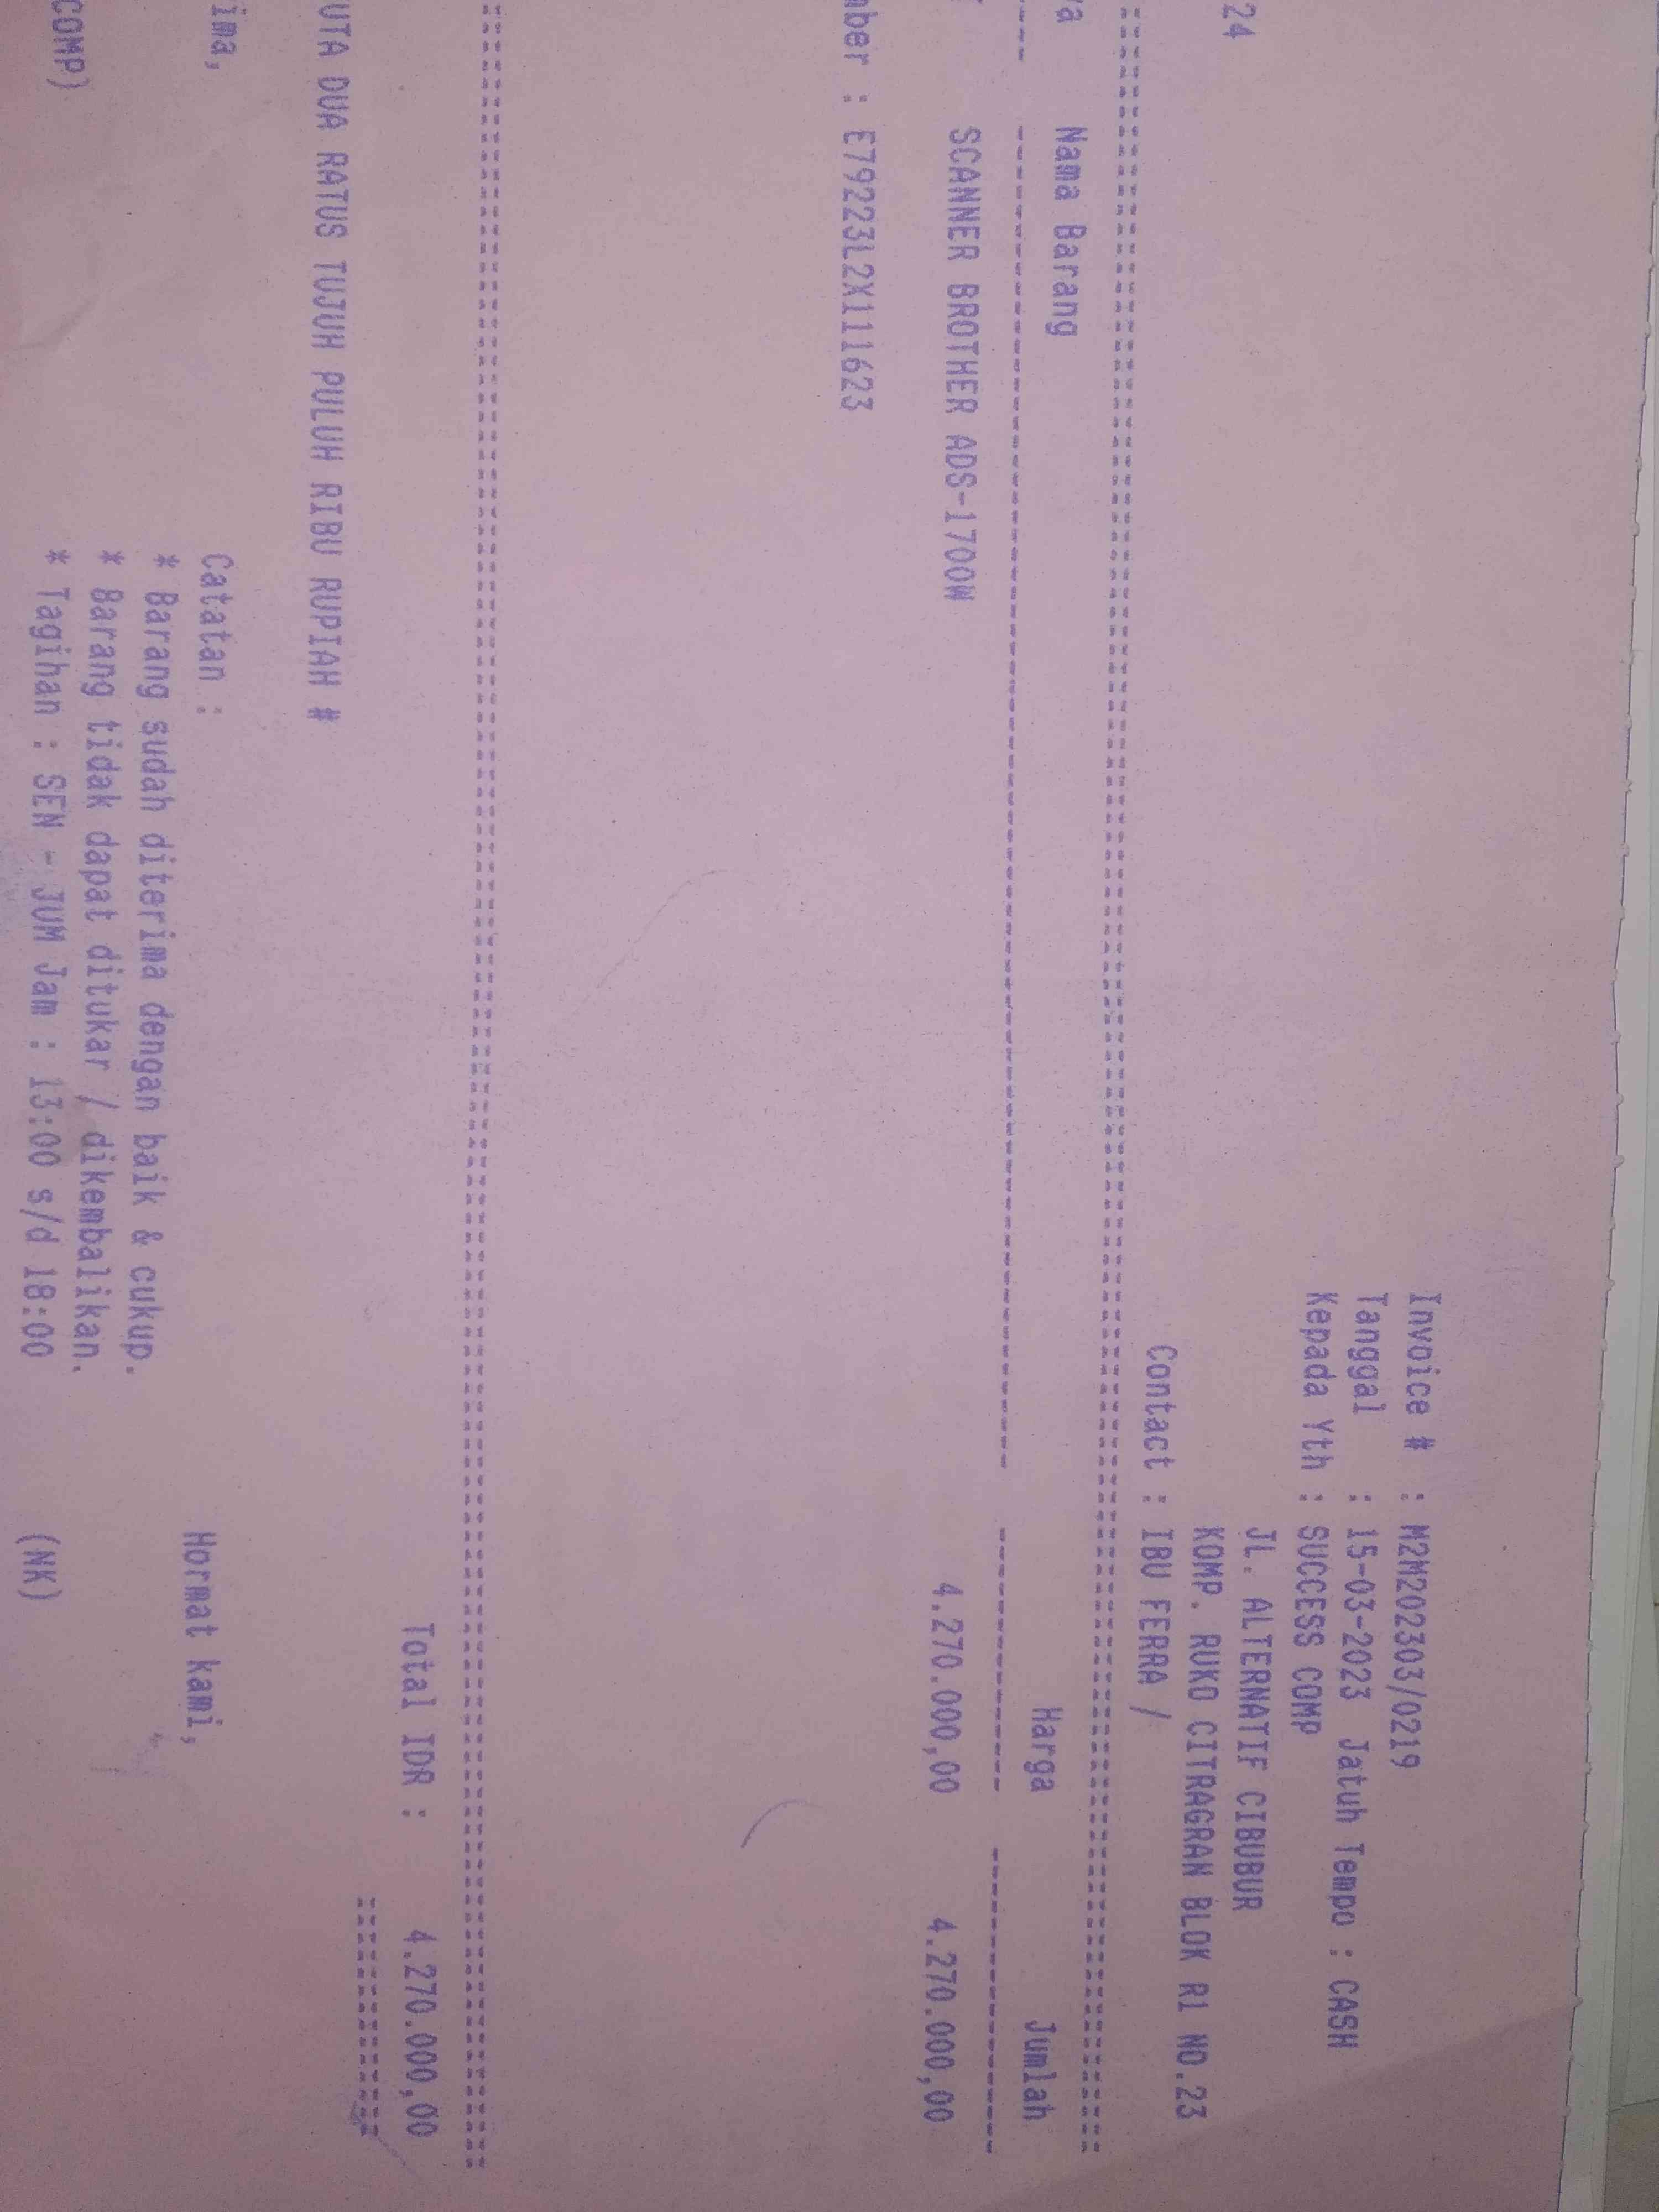 Invoice # : M2M202303/0219
Tanggal : 15-03-2023 Jatuh Tempo : CASH
Kepada Yth : SUCCESS COMP
JL. ALTERNATIF CIBUBUR
24 KOMP. RUKO CITRAGRAN BLOK R1 NO.23
Contact : IBU FERRA /
ya Nama Barang Harga Jumlah
SCANNER BROTHER ADS-1700W 4.270.000,00 4.270.000,00
mber : E79223L2X111623
Total IDR : 4.270.000,00
UTA DUA RATUS TUJUH PULUH RIBU RUPIAH #
ima, Catatan : Hormat kami,
* Barang sudah diterima dengan baik & cukup.
* Barang tidak dapat ditukar / dikembalikan.
COMP) * Tagihan : SEN - JUM Jam : 13:00 s/d 18:00 (NK)